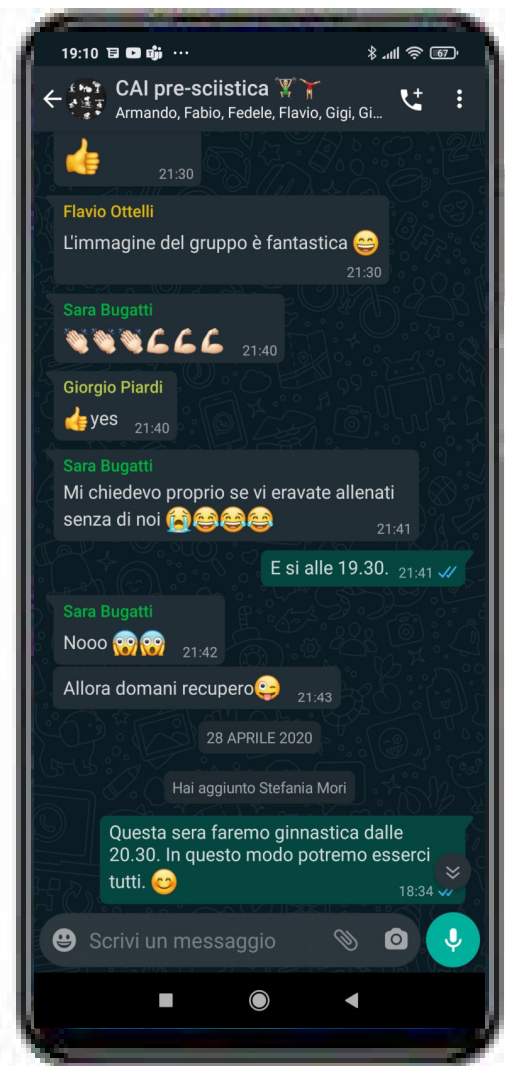 19:10
67
CAI pre-sciistica 🏋️🤸
Armando, Fabio, Fedele, Flavio, Gigi, Gi...
👍
21:30
Flavio Ottelli
L'immagine del gruppo è fantastica 😄
21:30
Sara Bugatti
👏🏻👏🏻👏🏻💪🏻💪🏻💪🏻 21:40
Giorgio Piardi
👍yes 21:40
Sara Bugatti
Mi chiedevo proprio se vi eravate allenati
senza di noi 😭😂😂😂
21:41
E si alle 19.30. 21:41
Sara Bugatti
Nooo 😱😱 21:42
Allora domani recupero😜 21:43
28 APRILE 2020
Hai aggiunto Stefania Mori
Questa sera faremo ginnastica dalle
20.30. In questo modo potremo esserci
tutti. 😊
18:34
Scrivi un messaggio